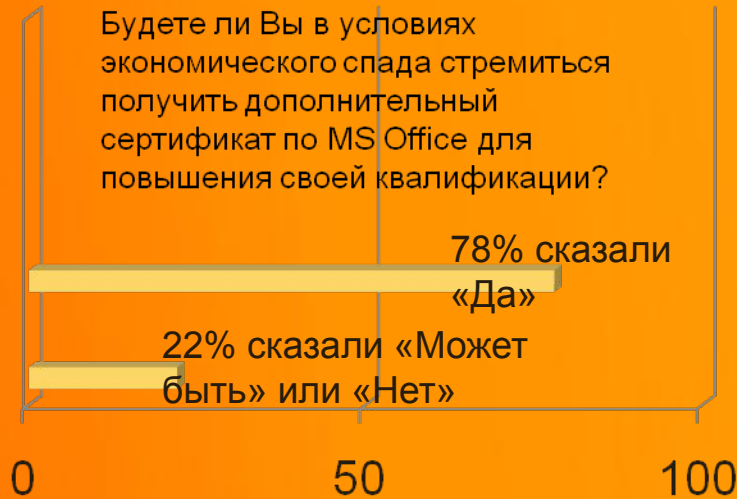 Будете ли Вы в условиях
экономического спада стремиться
получить дополнительный
сертификат по MS Office для
повышения своей квалификации?
78% сказали
«Да»
22% сказали «Может
быть» или «Нет»
0 50 100